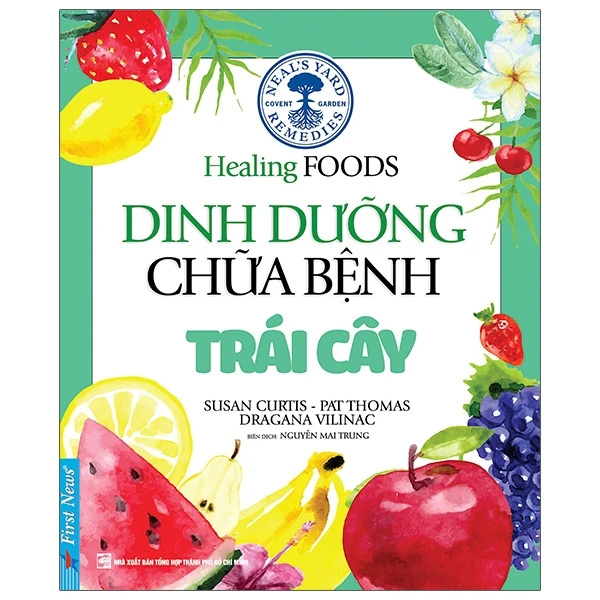 NEAL'S YARD
COVENT GARDEN
REMEDIES
Healing FOODS
DINH DƯỠNG
CHỮA BỆNH
TRÁI CÂY
SUSAN CURTIS - PAT THOMAS
DRAGANA VILINAC
BIÊN DỊCH: NGUYỄN MAI TRUNG
First News®
NHÀ XUẤT BẢN TỔNG HỢP THÀNH PHỐ HỒ CHÍ MINH